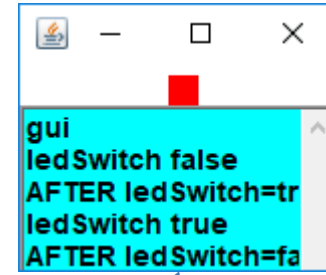 gui
ledSwitch false
AFTER ledSwitch=tr
ledSwitch true
AFTER ledSwitch=fa